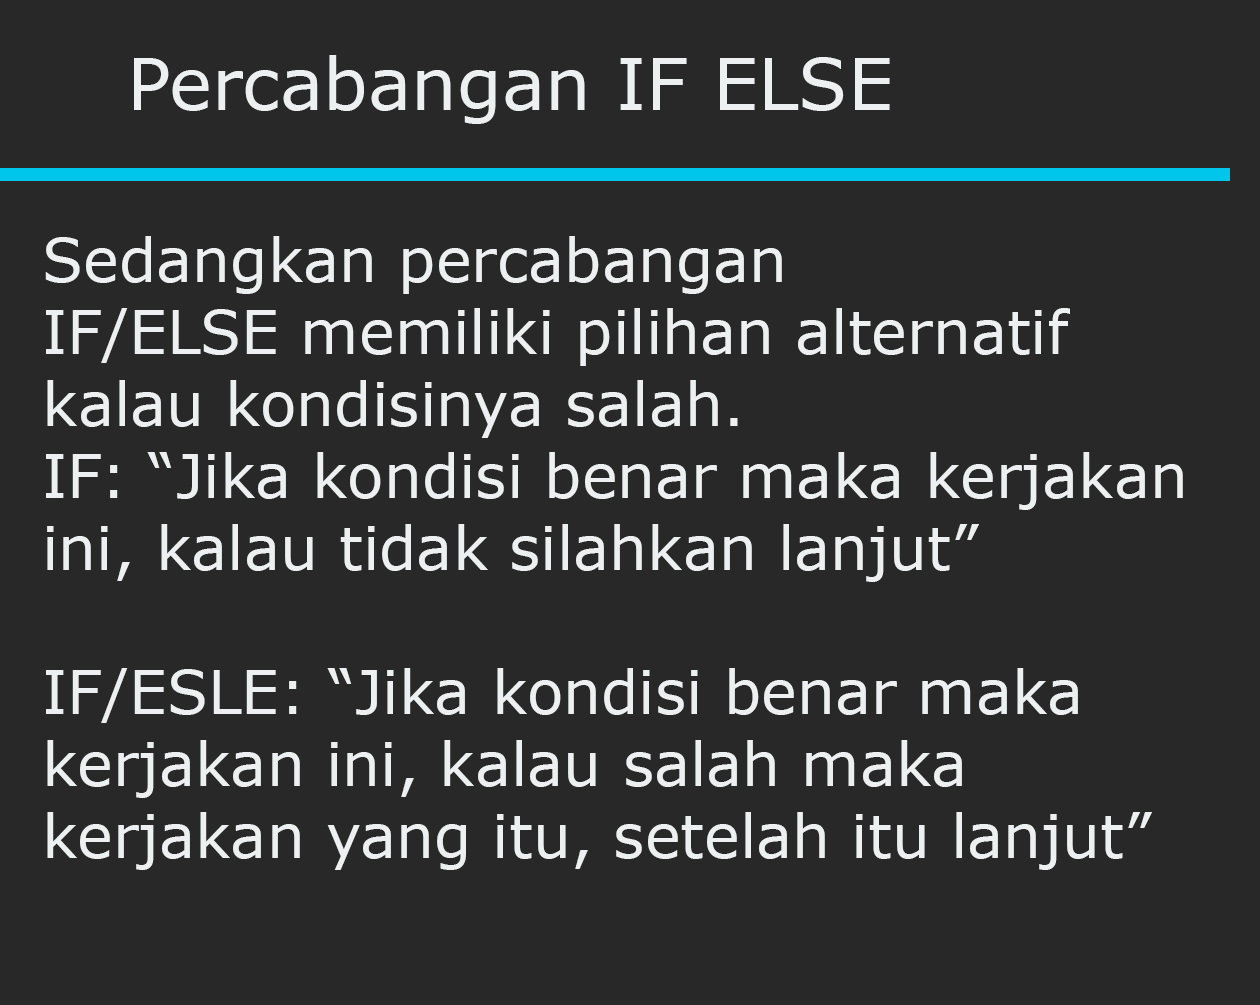 Percabangan IF ELSE
Sedangkan percabangan
IF/ELSE memiliki pilihan alternatif
kalau kondisinya salah.
IF: “Jika kondisi benar maka kerjakan
ini, kalau tidak silahkan lanjut”
IF/ESLE: “Jika kondisi benar maka
kerjakan ini, kalau salah maka
kerjakan yang itu, setelah itu lanjut”